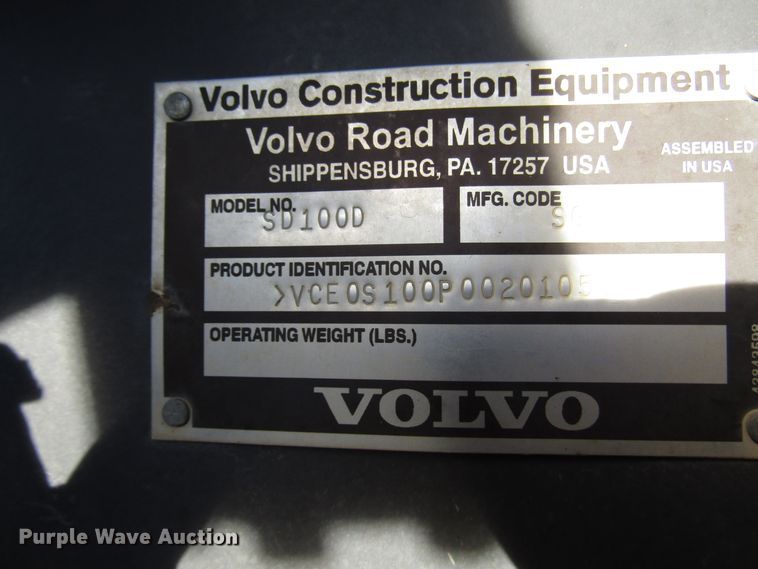 Volvo Construction Equipment
Volvo Road Machinery
SHIPPENSBURG, PA. 17257 USA
ASSEMBLED
IN USA
MODEL NO.
SD100D
MFG. CODE
PRODUCT IDENTIFICATION NO.
OPERATING WEIGHT (LBS.)
VOLVO
Purple Wave Auction